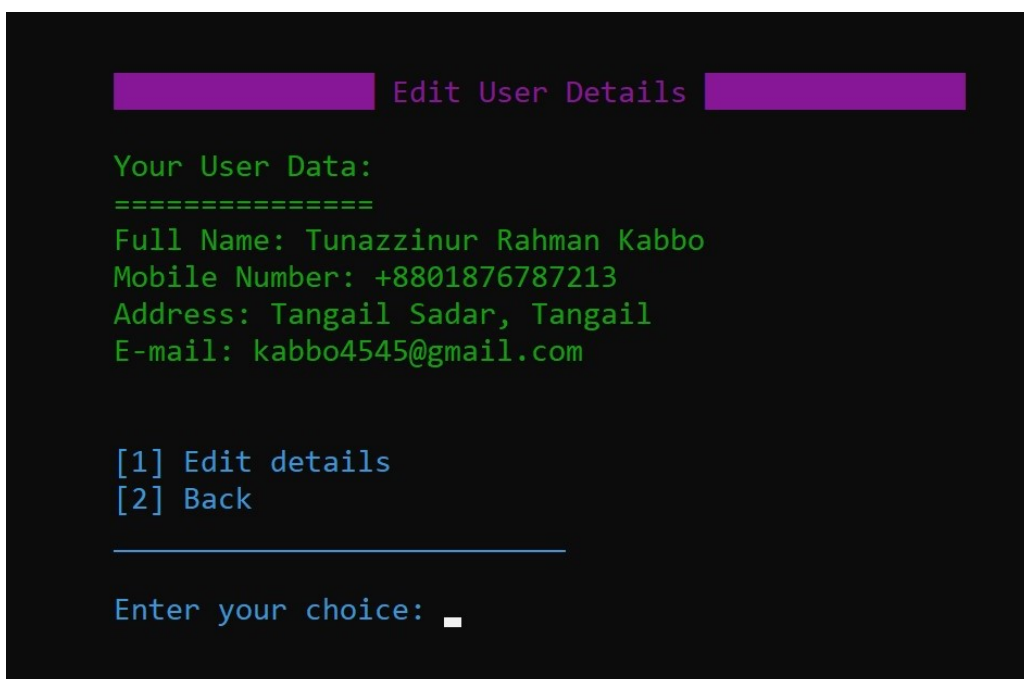 Edit User Details
Your User Data:
===============
Full Name: Tunazzinur Rahman Kabbo
Mobile Number: +8801876787213
Address: Tangail Sadar, Tangail
E-mail: kabbo4545@gmail.com
[1] Edit details
[2] Back
__________________________
Enter your choice: